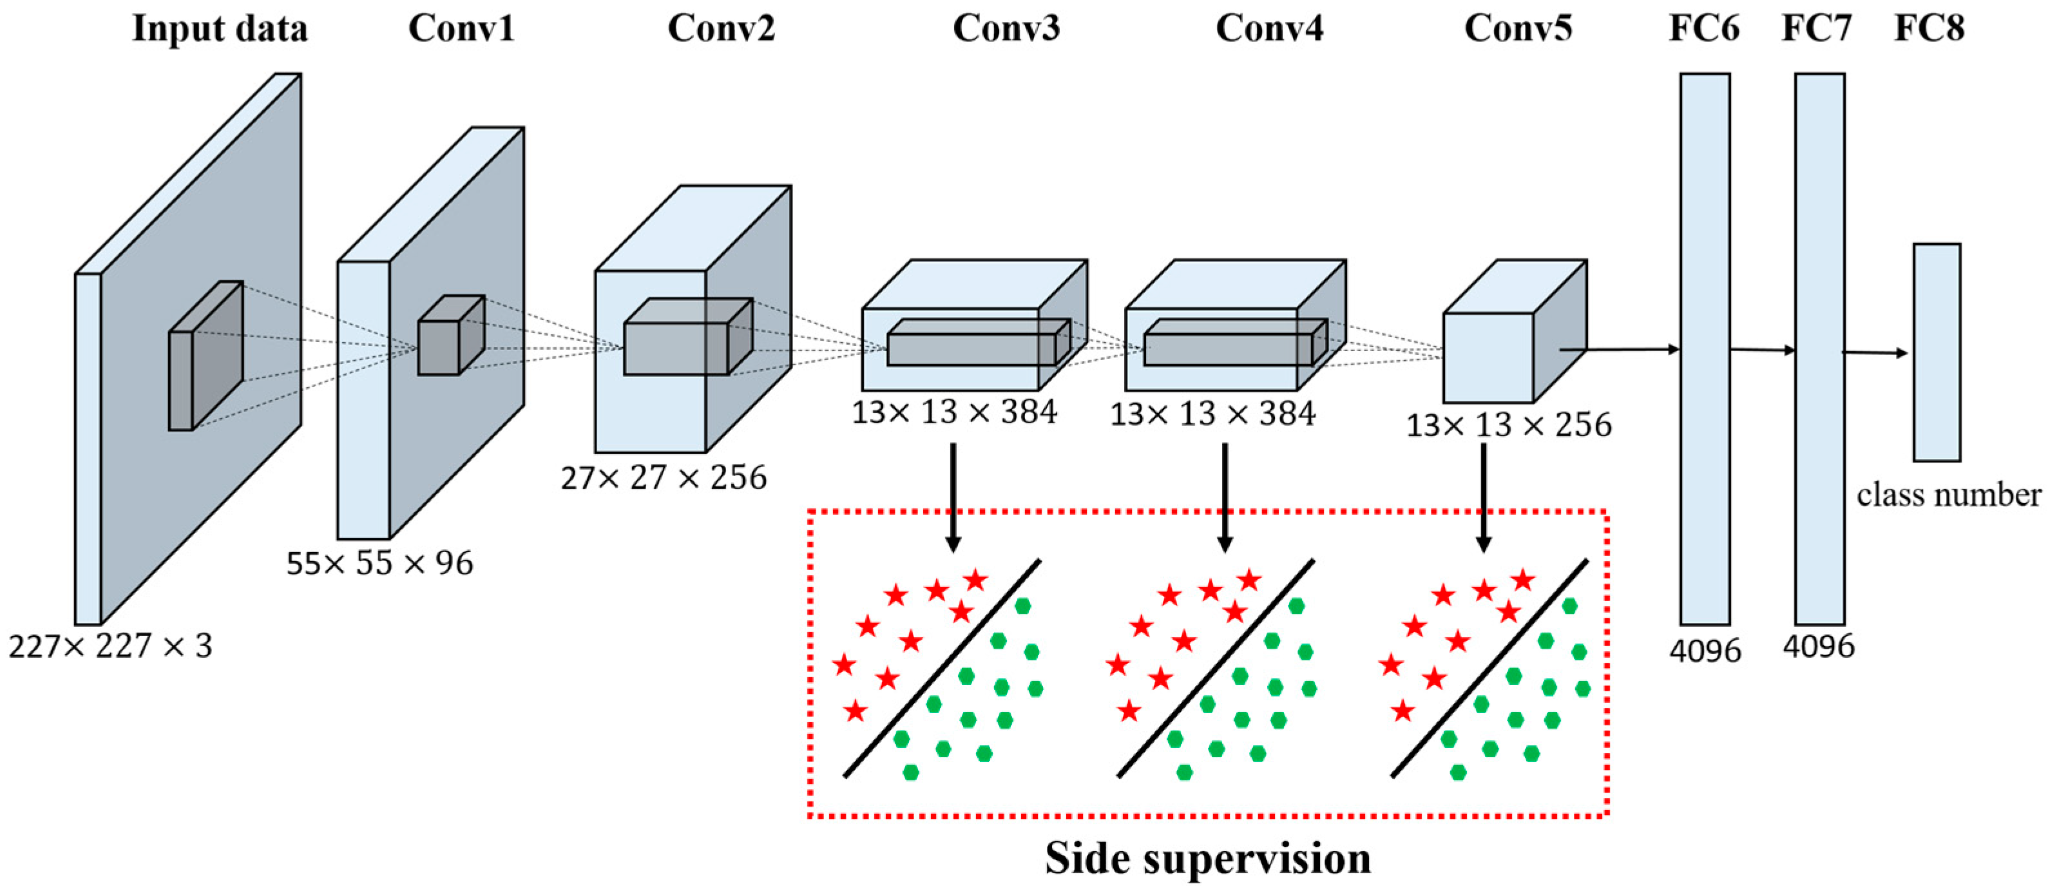 Input data Conv1 Conv2 Conv3 Conv4 Conv5 FC6 FC7 FC8
13× 13 × 384 13× 13 × 384 13× 13 × 256
27× 27 × 256
class number
55× 55 × 96
227× 227 × 3 4096 4096
Side supervision